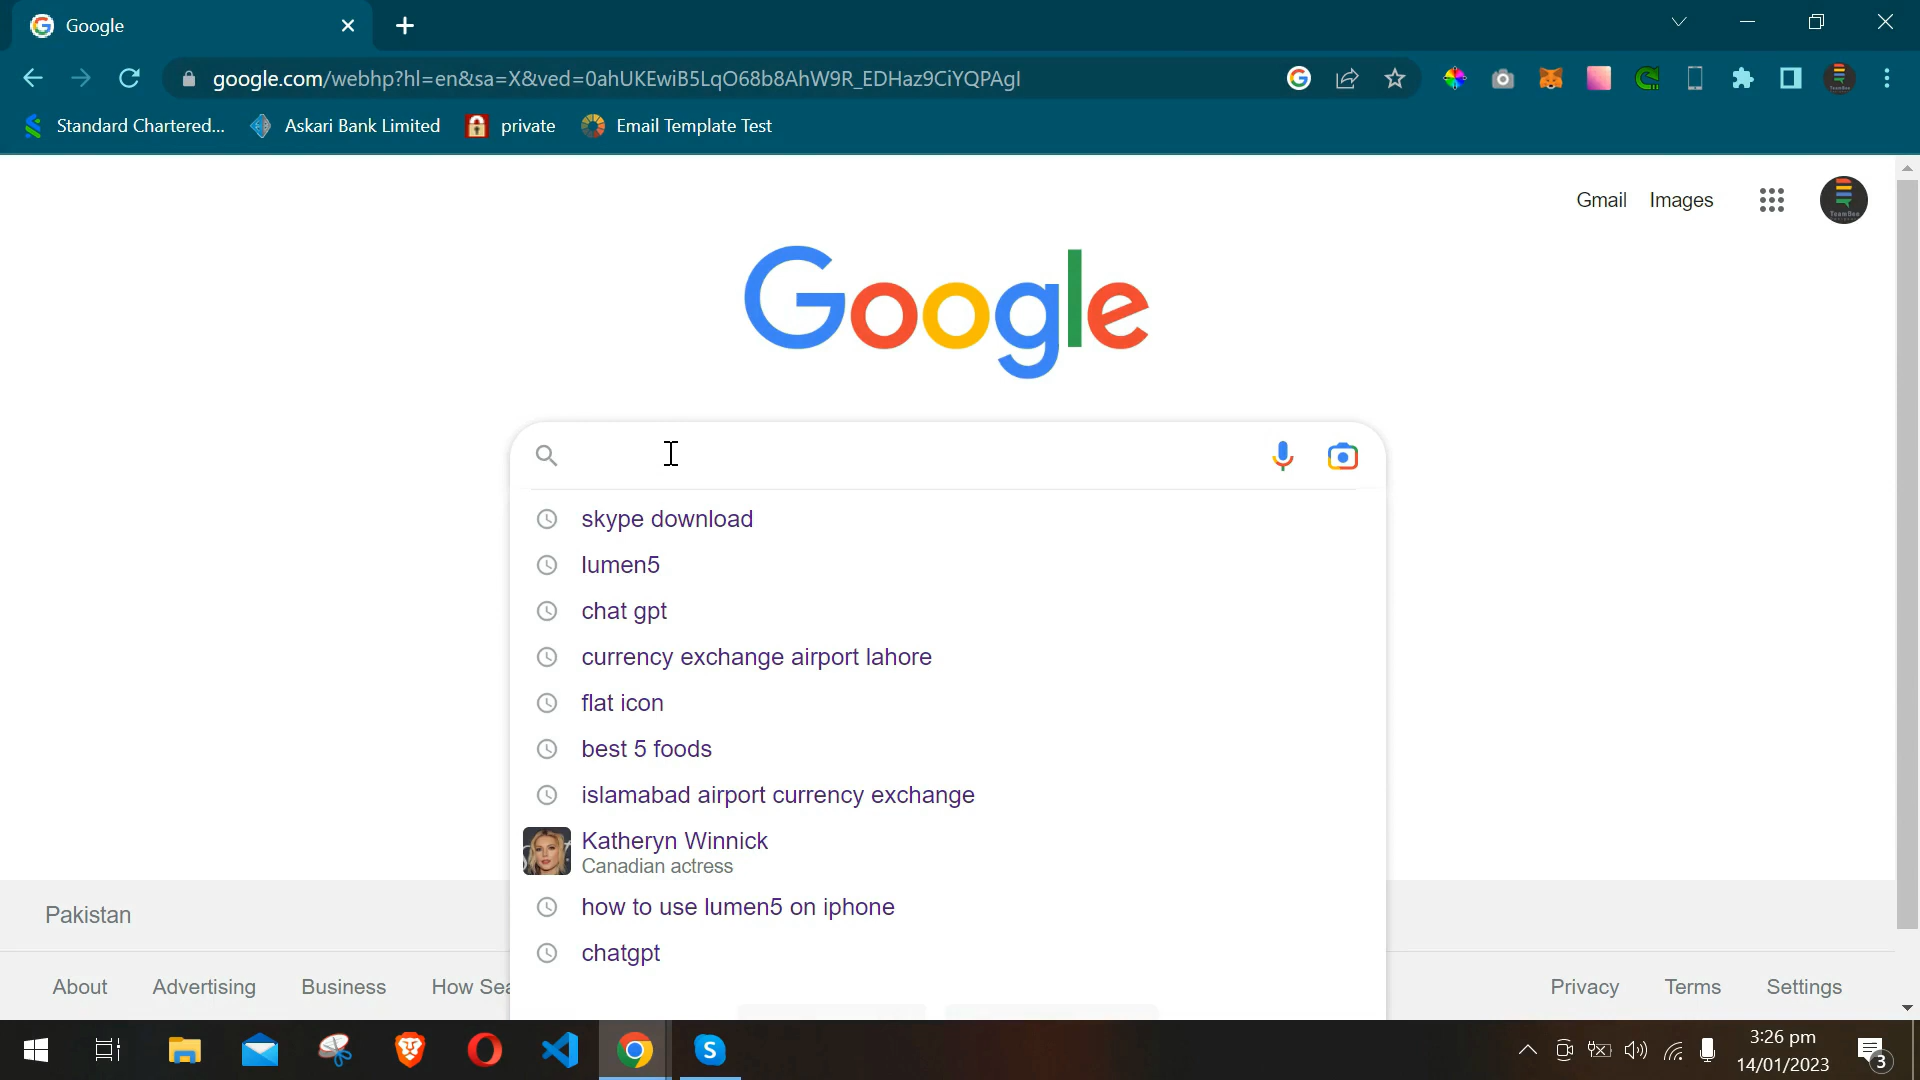 Google
google.com/webhp?hl=en&sa=X&ved=0ahUKEwiB5LqO68b8AhW9R_EDHaz9CiYQPAgI
Standard Chartered... Askari Bank Limited private Email Template Test
Gmail Images
Google
skype download
lumen5
chat gpt
currency exchange airport lahore
flat icon
best 5 foods
islamabad airport currency exchange
Katheryn Winnick
Canadian actress
how to use lumen5 on iphone
chatgpt
Pakistan
About Advertising Business How Sea
Privacy Terms Settings
3:26 pm
14/01/2023
3